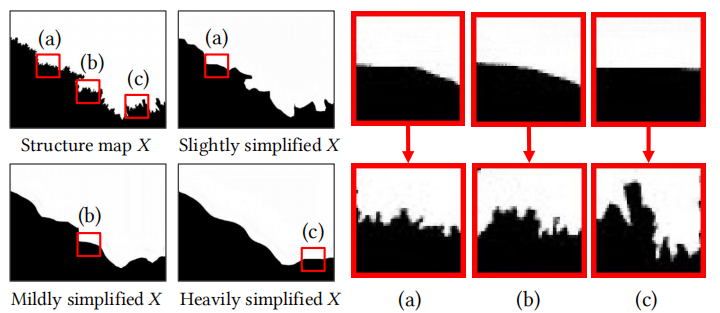 (a)
(b)
(c)
Structure map X
(a)
Slightly simplified X
(b)
Mildly simplified X
(c)
Heavily simplified X
(a)
(b)
(c)